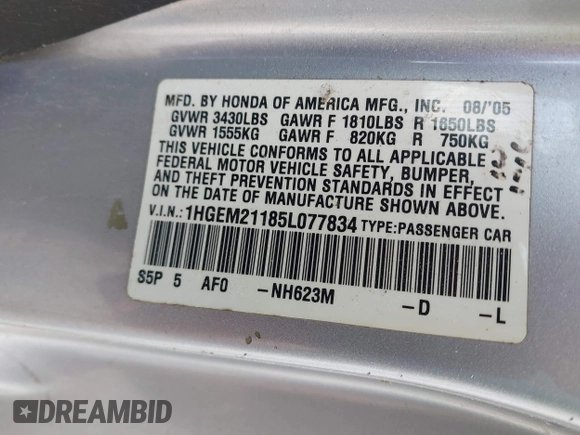 MFD. BY HONDA OF AMERICA MFG., INC. 08/'05
GVWR 3430LBS GAWR F 1810LBS R 1650LBS
GVWR 1555KG GAWR F 820KG R 750KG
THIS VEHICLE CONFORMS TO ALL APPLICABLE
FEDERAL MOTOR VEHICLE SAFETY, BUMPER,
AND THEFT PREVENTION STANDARDS IN EFFECT
ON THE DATE OF MANUFACTURE SHOWN ABOVE.
V.I.N.: 1HGEM21185L077834 TYPE:PASSENGER CAR
S5P 5 AF0 -NH623M -D -L
DREAMBID